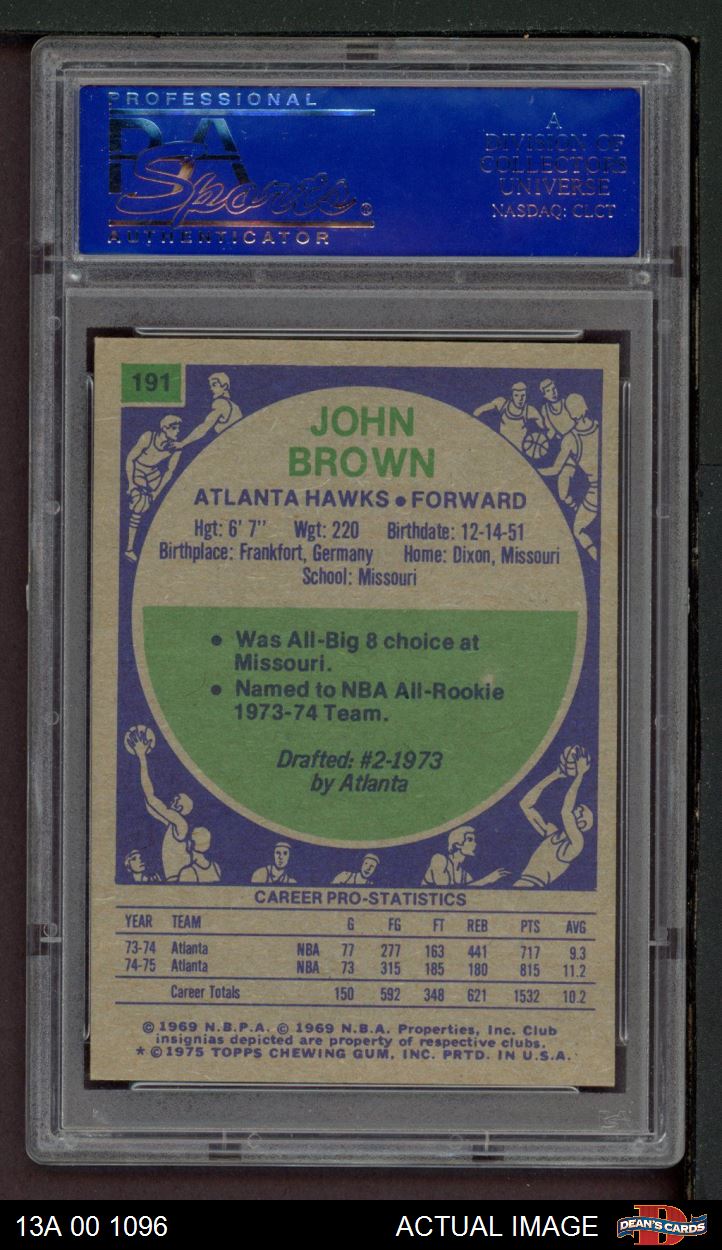 PROFESSIONAL
PSA
Sports®
AUTHENTICATOR
A
DIVISION OF
COLLECTORS
UNIVERSE
NASDAQ: CLCT
191
JOHN
BROWN
ATLANTA HAWKS • FORWARD
Hgt: 6' 7" Wgt: 220 Birthdate: 12-14-51
Birthplace: Frankfort, Germany Home: Dixon, Missouri
School: Missouri
• Was All-Big 8 choice at
Missouri.
• Named to NBA All-Rookie
1973-74 Team.
Drafted: #2-1973
by Atlanta
CAREER PRO-STATISTICS
YEAR TEAM G FG FT REB PTS AVG
73-74 Atlanta NBA 77 277 163 441 717 9.3
74-75 Atlanta NBA 73 315 185 180 815 11.2
Career Totals 150 592 348 621 1532 10.2
© 1969 N.B.P.A. © 1969 N.B.A. Properties, Inc. Club
insignias depicted are property of respective clubs.
* © 1975 TOPPS CHEWING GUM, INC. PRTD. IN U.S.A.
13A 00 1096
ACTUAL IMAGE
DEAN'S CARDS